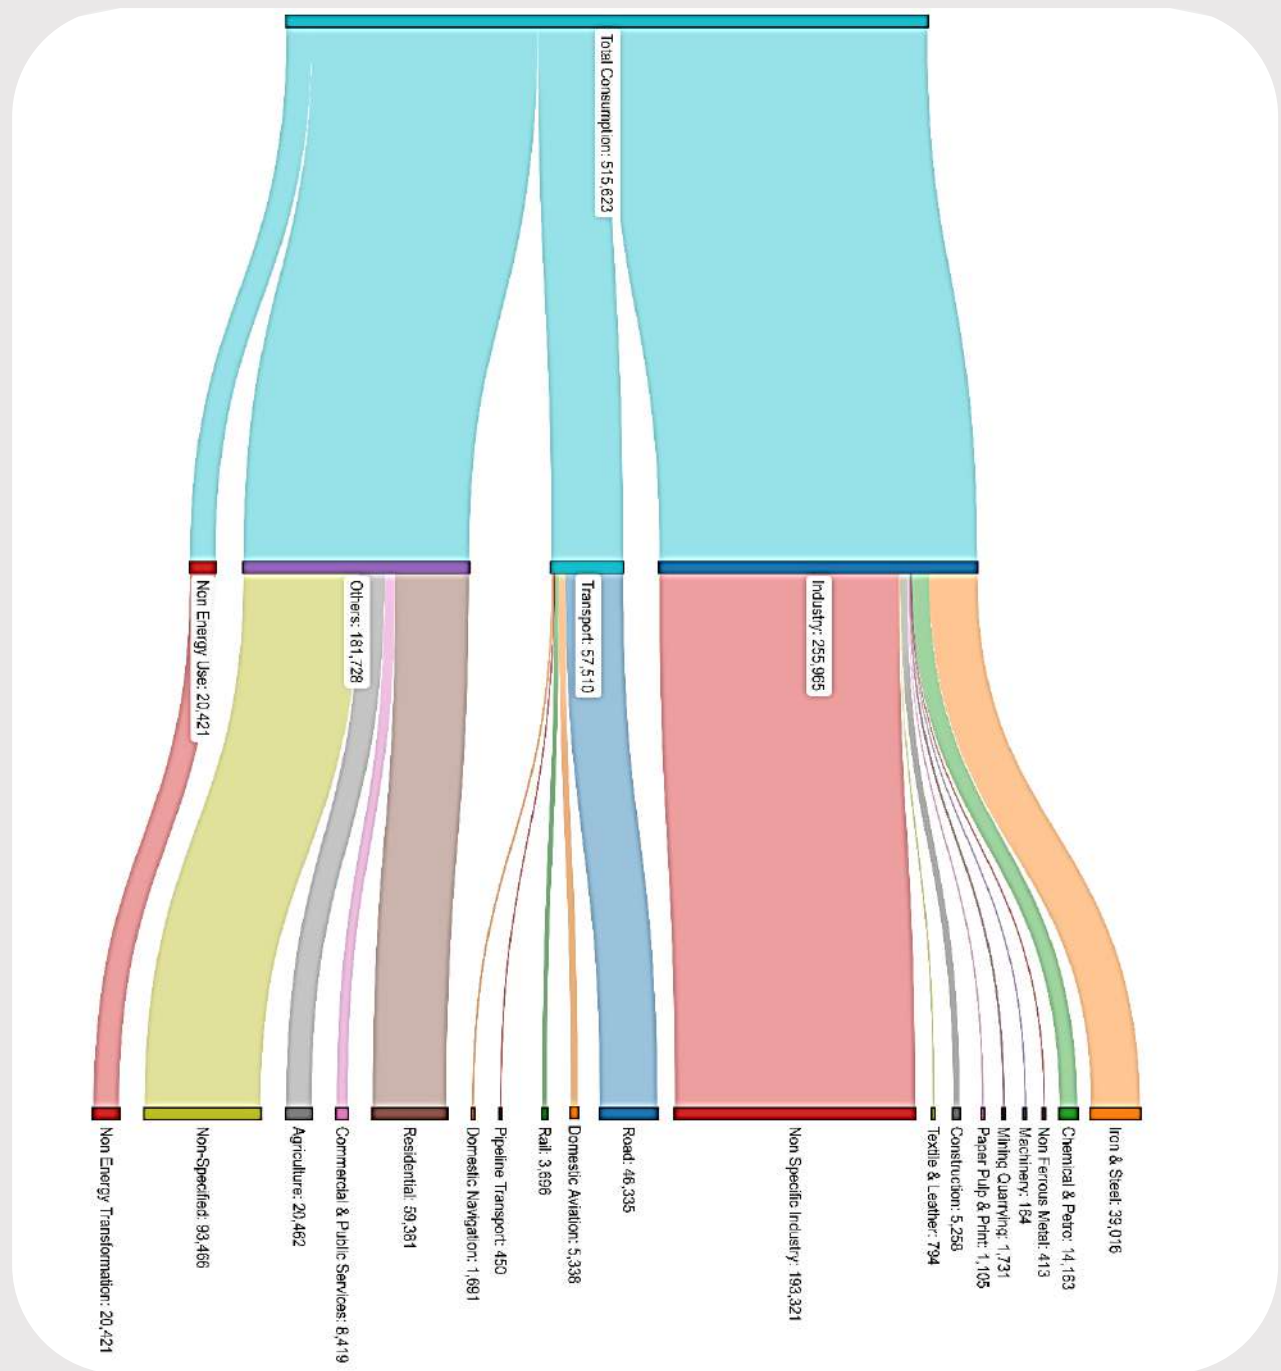 Total Consumption: 515,623
Industry: 255,965
Transport: 57,510
Others: 181,728
Non Energy Use: 20,421
Iron & Steel: 39,016
Chemical & Petro: 14,163
Non Ferrous Metal: 413
Machinery: 164
Mining Quarrying: 1,731
Paper Pulp & Print: 1,105
Construction: 5,258
Textile & Leather: 794
Non Specific Industry: 193,321
Road: 46,335
Domestic Aviation: 5,338
Rail: 3,696
Pipeline Transport: 450
Domestic Navigation: 1,691
Residential: 59,381
Commercial & Public Services: 8,419
Agriculture: 20,462
Non-Specified: 93,466
Non Energy Transformation: 20,421